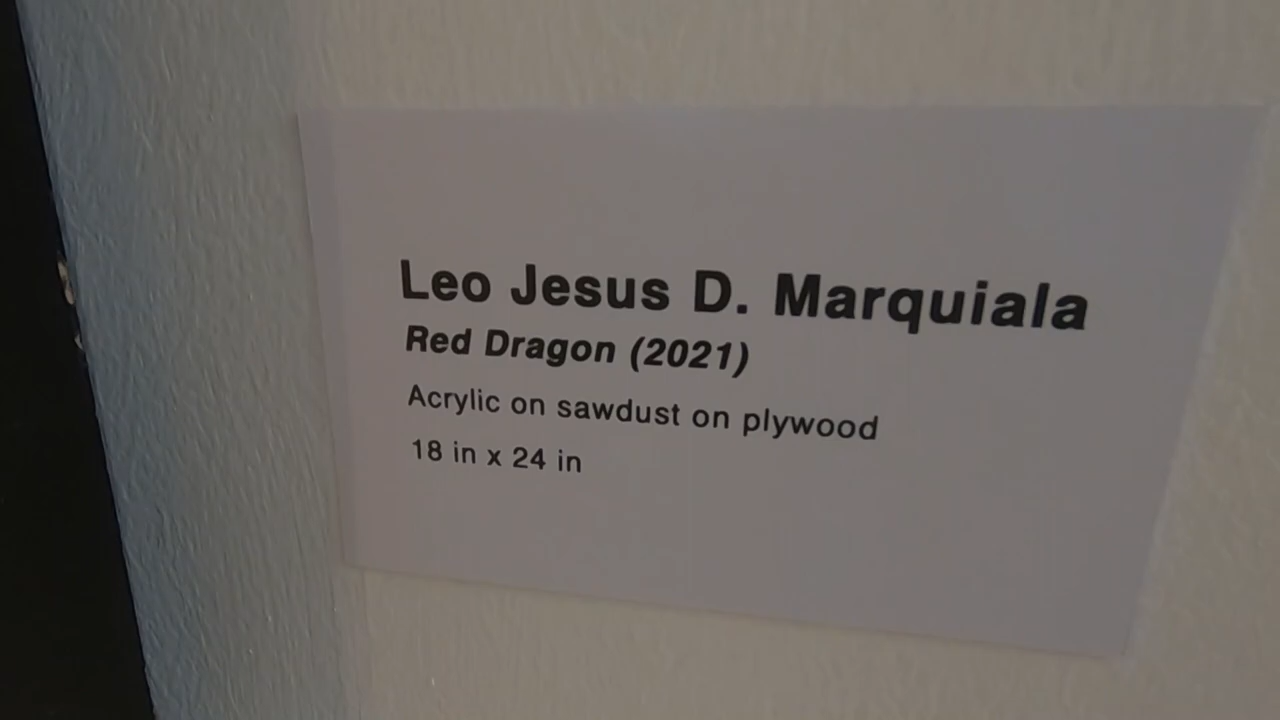 Leo Jesus D. Marquiala
Red Dragon (2021)
Acrylic on sawdust on plywood
18 in x 24 in